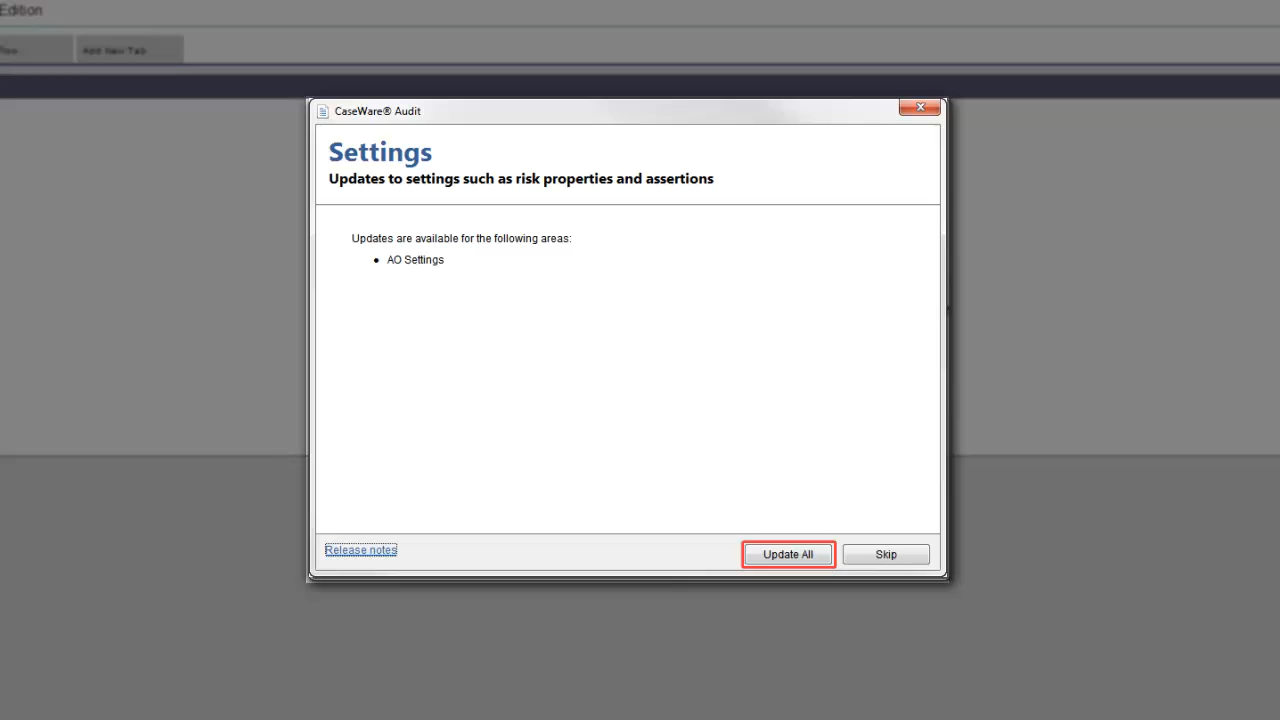 Edition
Add New Tab
CaseWare® Audit
Settings
Updates to settings such as risk properties and assertions
Updates are available for the following areas:
• AO Settings
Release notes
Update All
Skip